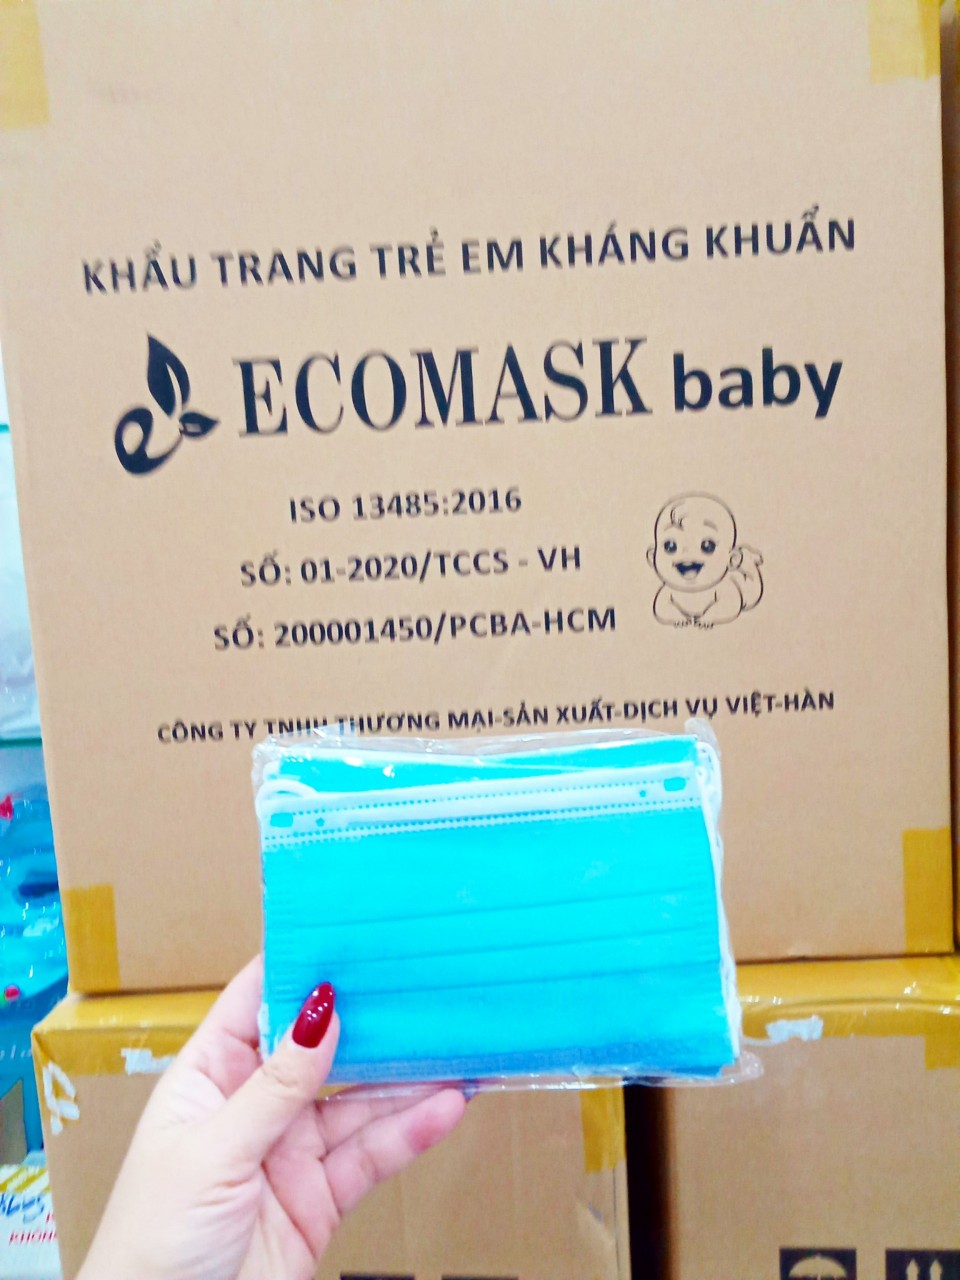 KHẨU TRANG TRẺ EM KHÁNG KHUẨN
ECOMASK baby
ISO 13485:2016
SỐ: 01-2020/TCCS - VH
SỐ: 200001450/PCBA-HCM
CÔNG TY TNHH THƯƠNG MẠI-SẢN XUẤT-DỊCH VỤ VIỆT-HÀN